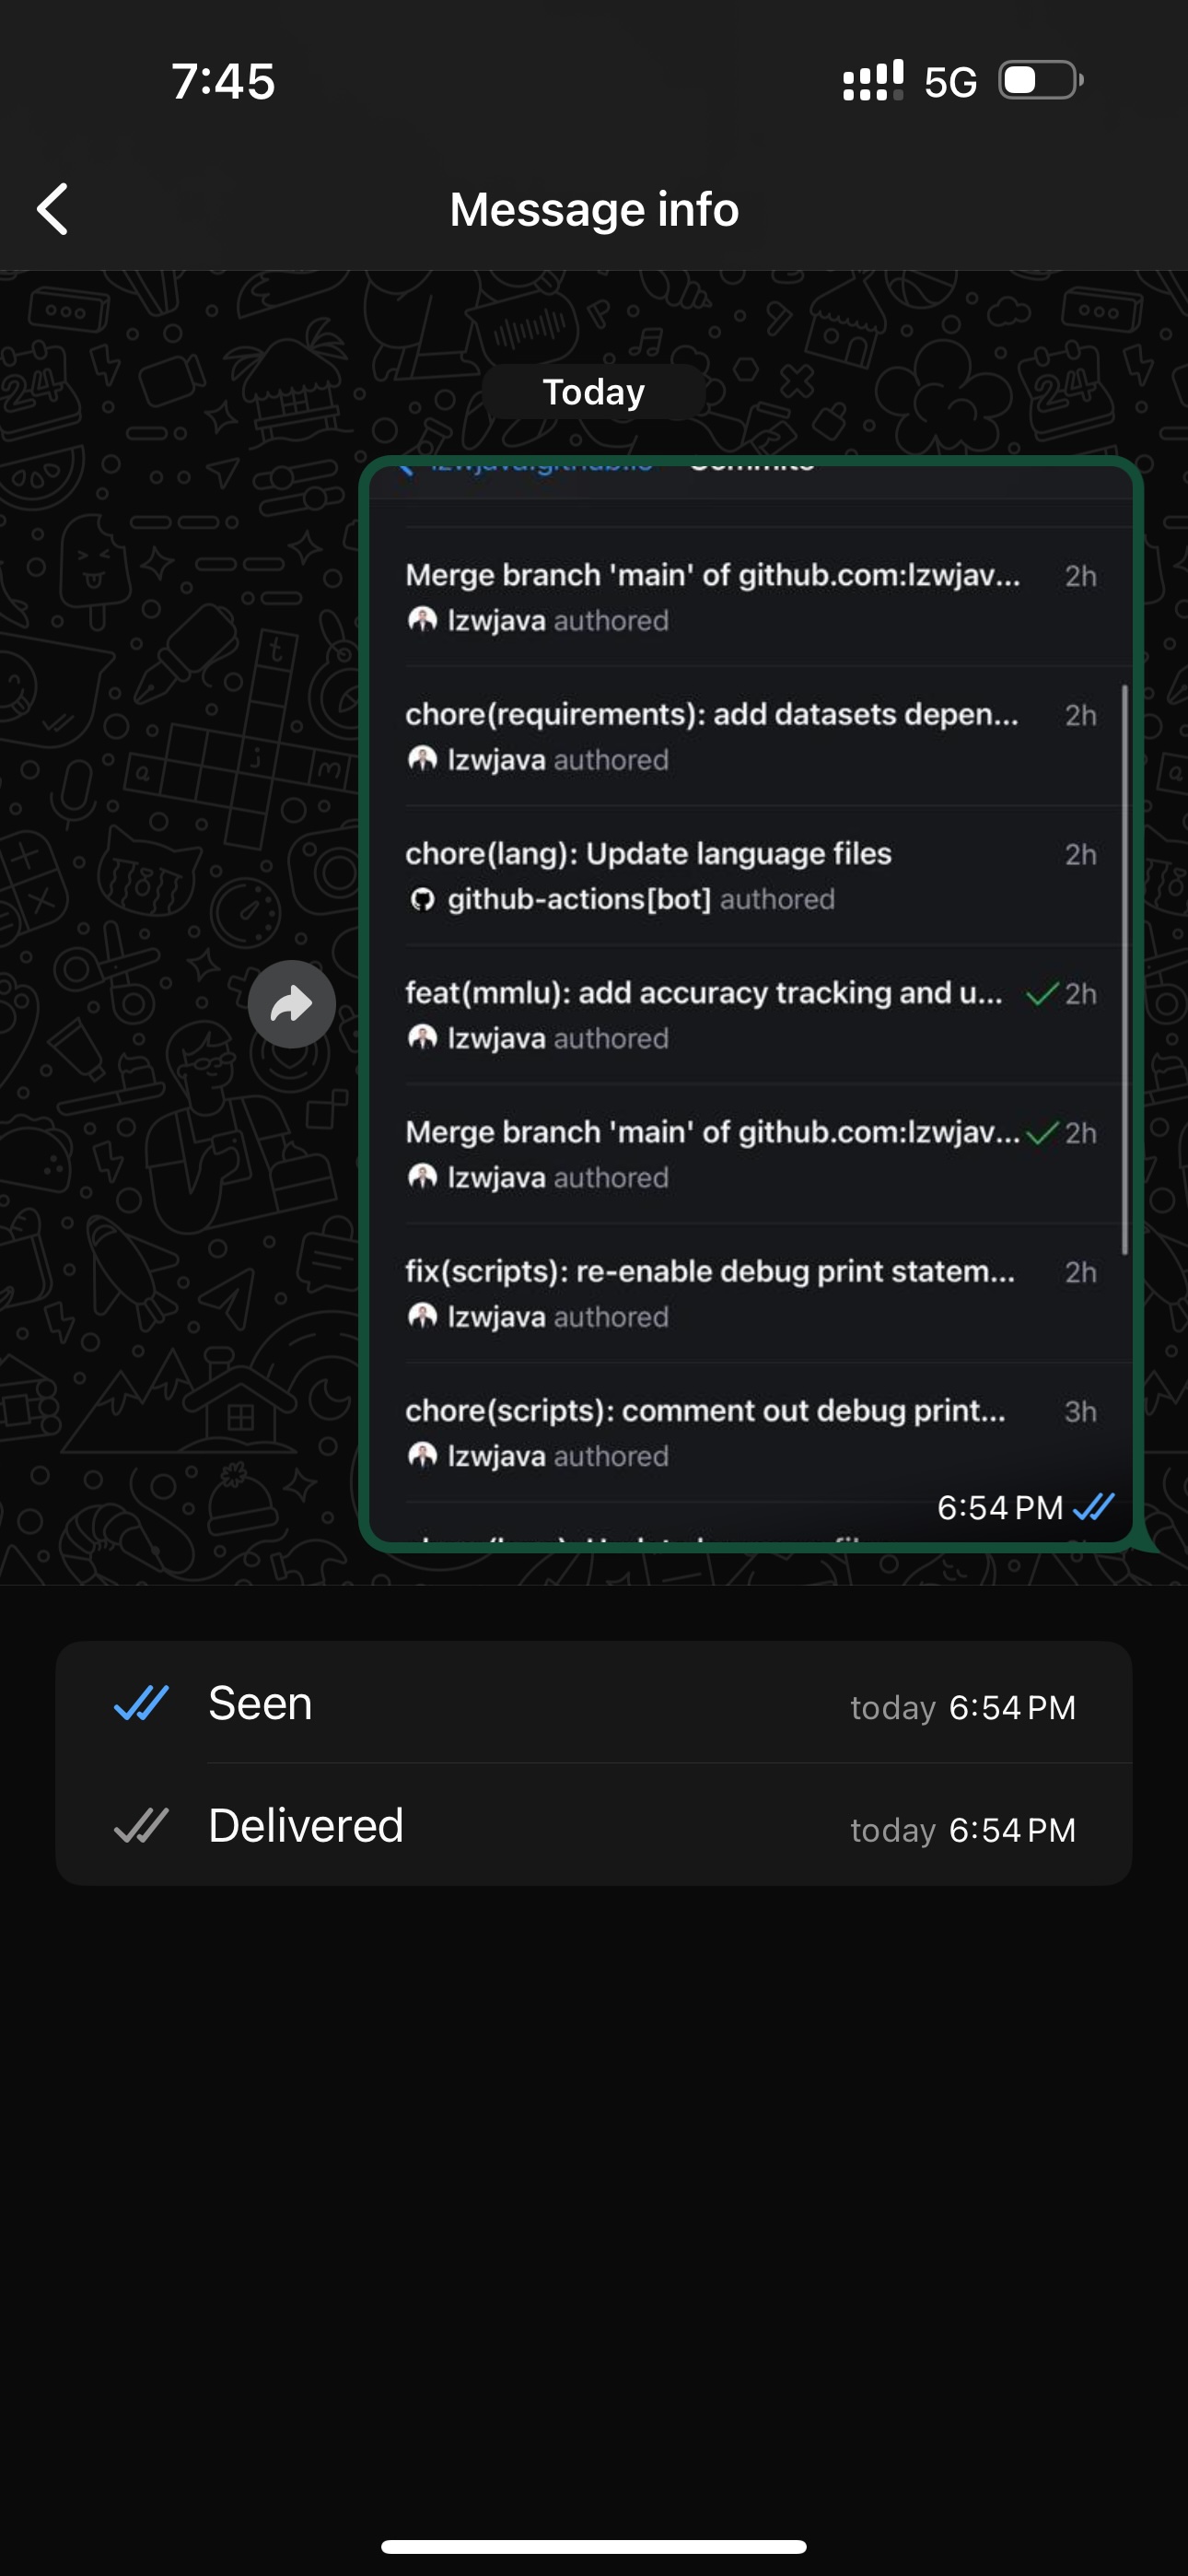 7:45
5G
Message info
Today
lzwjava.github.io Commits
Merge branch 'main' of github.com:lzwjav... 2h
lzwjava authored
chore(requirements): add datasets depen... 2h
lzwjava authored
chore(lang): Update language files 2h
github-actions[bot] authored
feat(mmlu): add accuracy tracking and u... 2h
lzwjava authored
Merge branch 'main' of github.com:lzwjav... 2h
lzwjava authored
fix(scripts): re-enable debug print statem... 2h
lzwjava authored
chore(scripts): comment out debug print... 3h
lzwjava authored
6:54 PM
Seen today 6:54 PM
Delivered today 6:54 PM